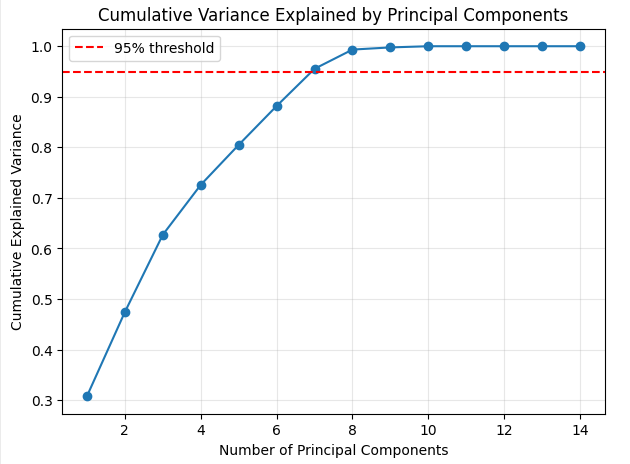 Cumulative Variance Explained by Principal Components
95% threshold
Cumulative Explained Variance
1.0
0.9
0.8
0.7
0.6
0.5
0.4
0.3
2 4 6 8 10 12 14
Number of Principal Components